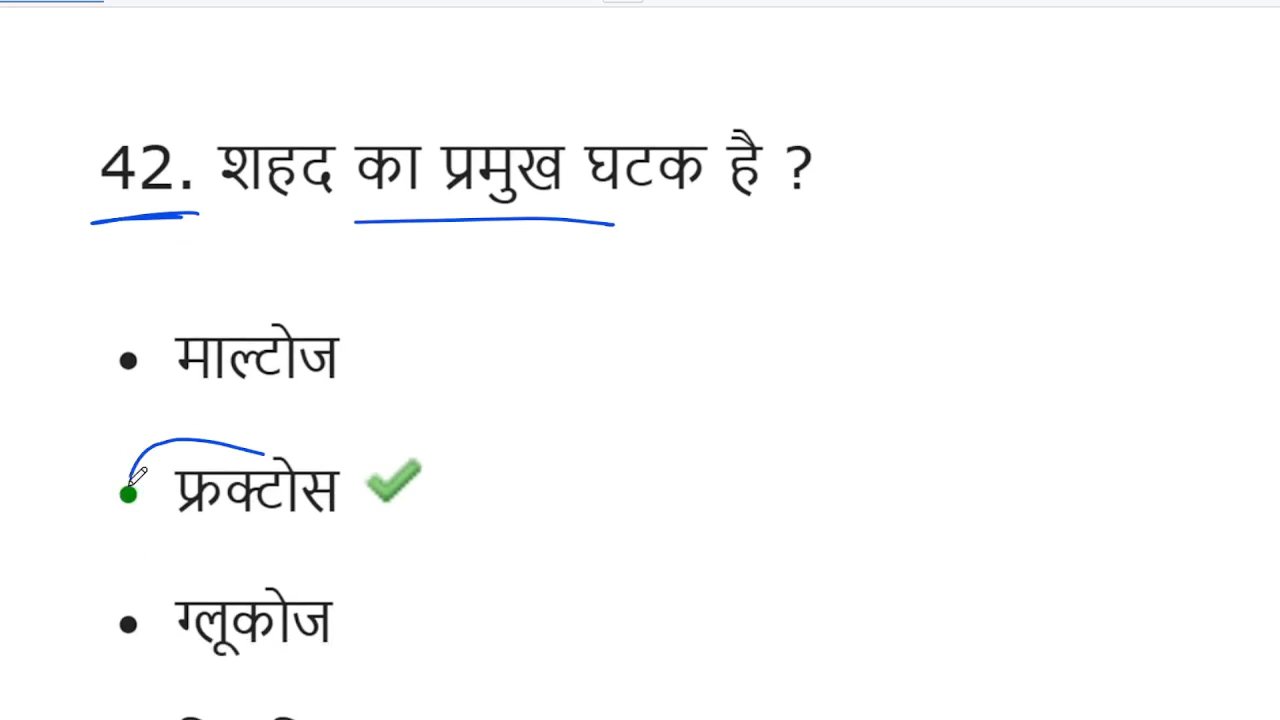 42. शहद का प्रमुख घटक है ?
• माल्टोज
• फ्रक्टोस
• ग्लूकोज